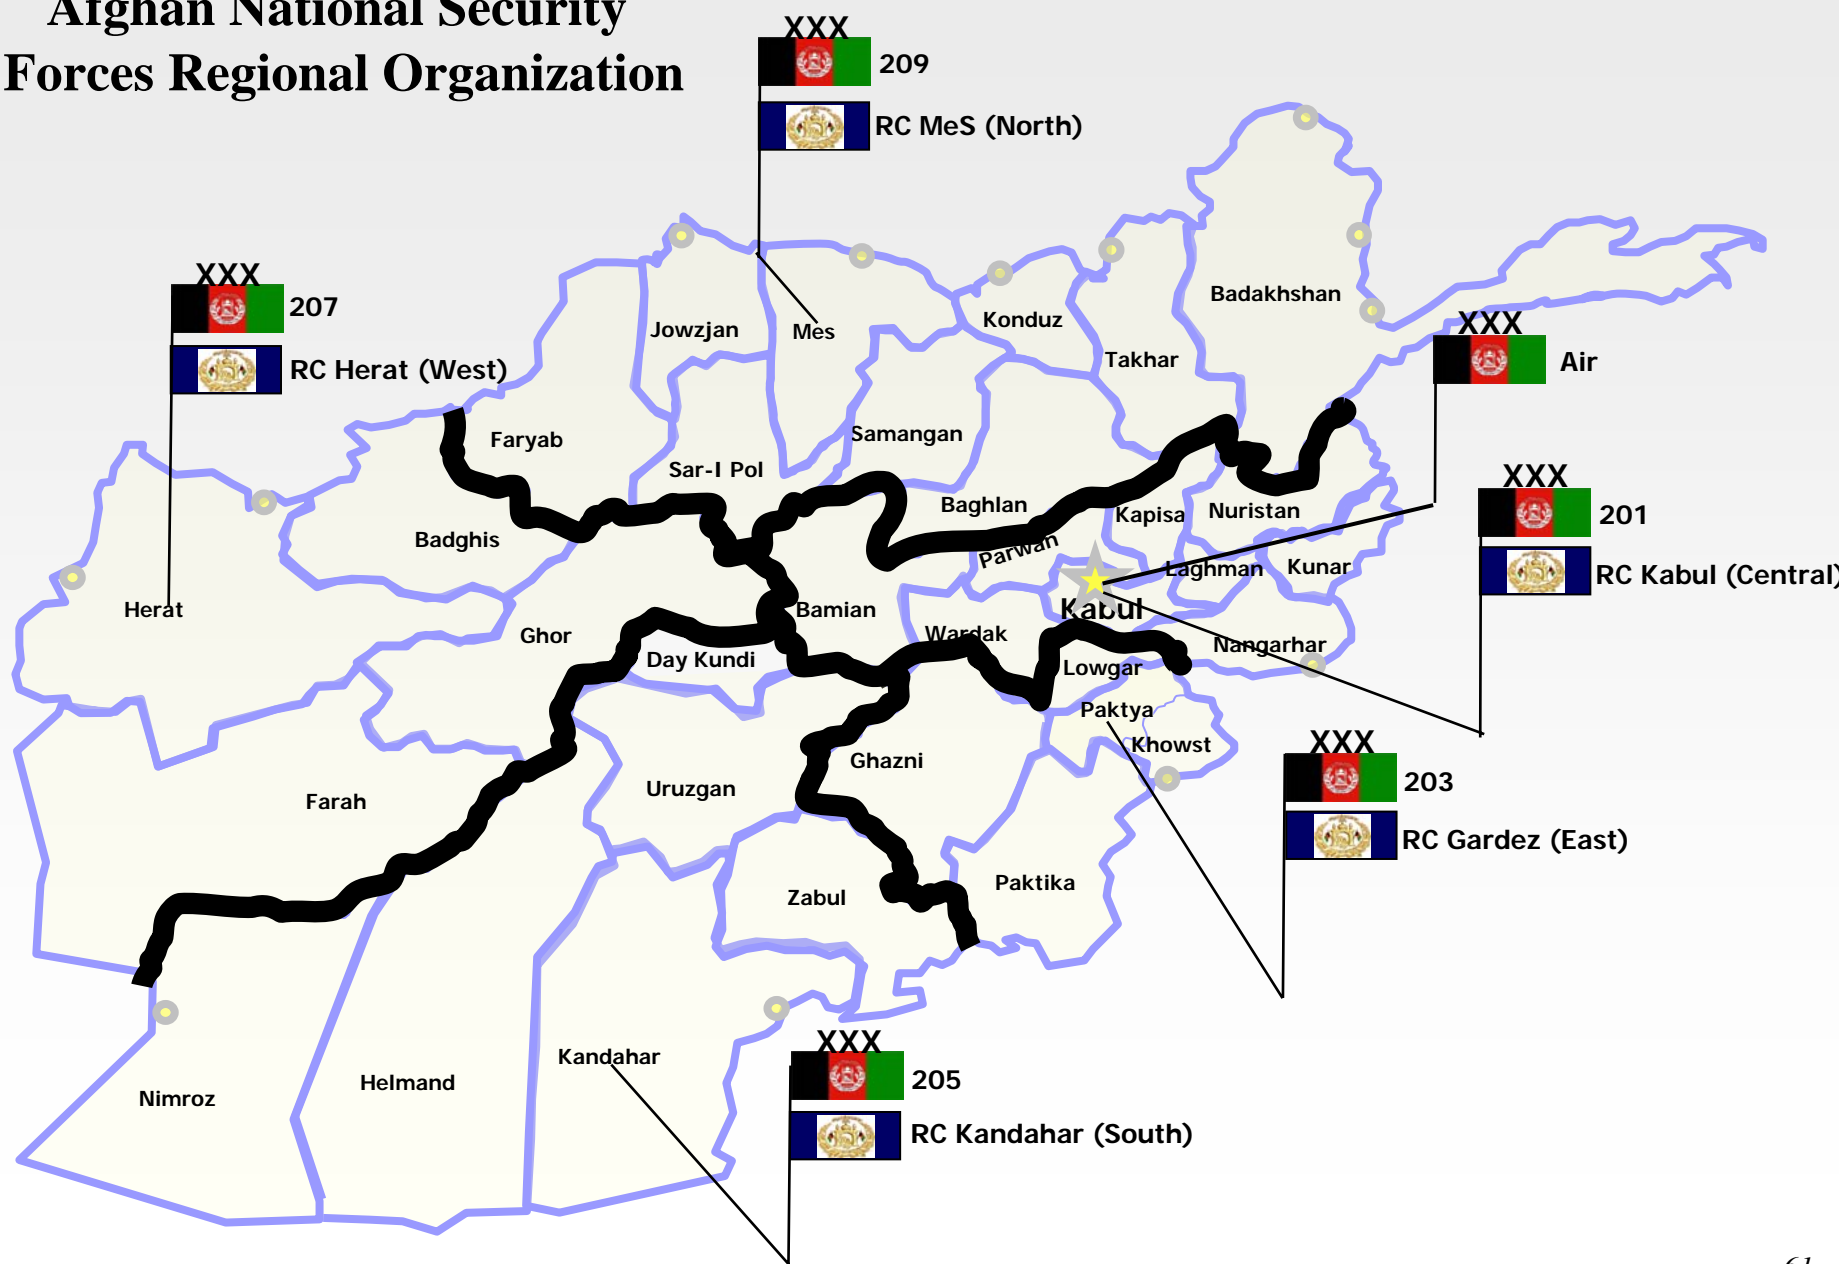 Afghan National Security
Forces Regional Organization
XXX
209
RC MeS (North)
XXX
207
RC Herat (West)
XXX
Air
XXX
201
RC Kabul (Central)
XXX
203
RC Gardez (East)
XXX
205
RC Kandahar (South)
Badakhshan
Jowzjan
Mes
Konduz
Takhar
Faryab
Samangan
Sar-I Pol
Baghlan
Kapisa
Nuristan
Badghis
Parwan
Laghman
Kunar
Herat
Bamian
Kabul
Ghor
Wardak
Nangarhar
Day Kundi
Lowgar
Paktya
Khowst
Ghazni
Uruzgan
Farah
Paktika
Zabul
Kandahar
Helmand
Nimroz
61